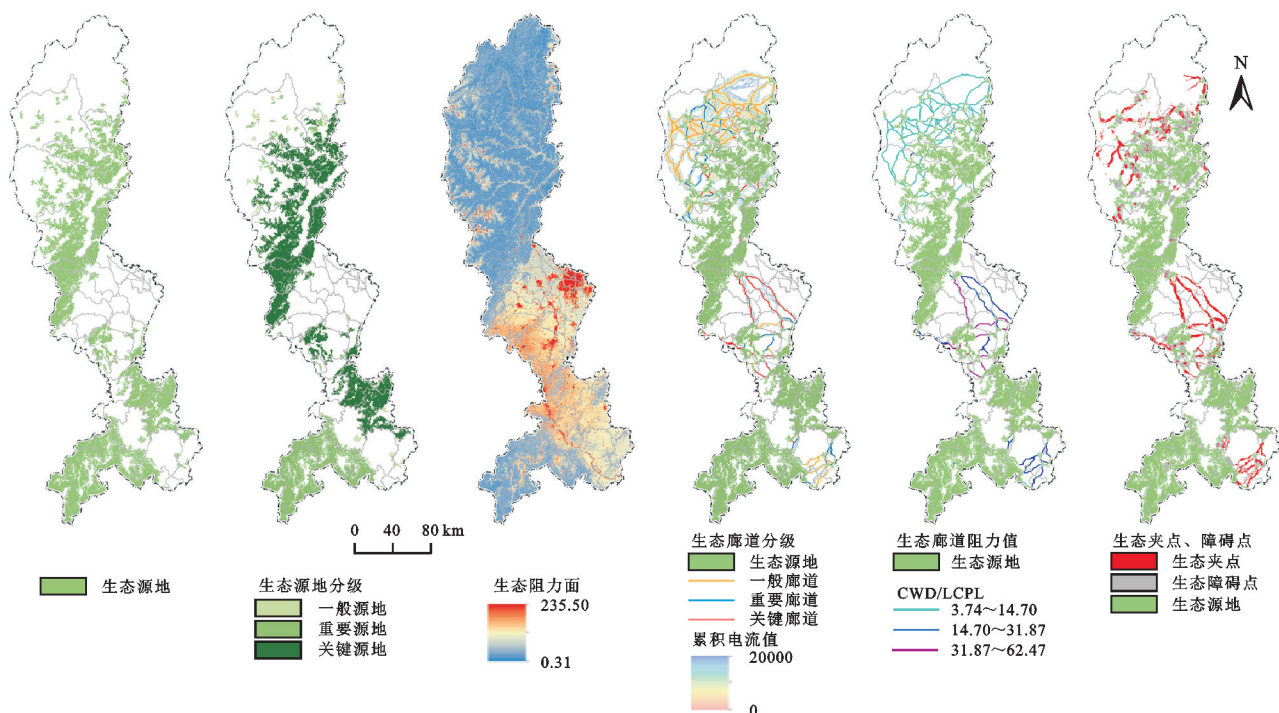 N
0 40 80 km
生态源地
生态源地分级
一般源地
重要源地
关键源地
生态阻力面
235.50
0.31
生态廊道分级
生态源地
一般廊道
重要廊道
关键廊道
累积电流值
20000
0
生态廊道阻力值
生态源地
CWD/LCPL
3.74～14.70
14.70～31.87
31.87～62.47
生态夹点、障碍点
生态夹点
生态障碍点
生态源地